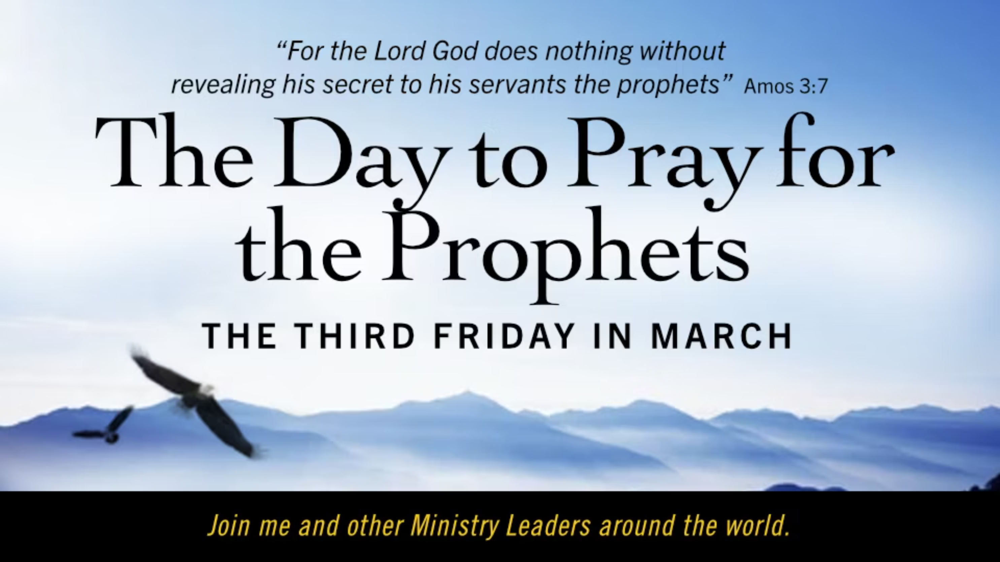 “For the Lord God does nothing without
revealing his secret to his servants the prophets” Amos 3:7
The Day to Pray for
the Prophets
THE THIRD FRIDAY IN MARCH
Join me and other Ministry Leaders around the world.